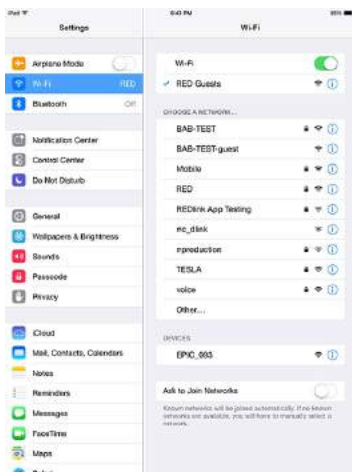 iPad
Settings
Airplane Mode
Wi-Fi RED
Bluetooth Off
Notification Center
Control Center
Do Not Disturb
General
Wallpapers & Brightness
Sounds
Passcode
Privacy
iCloud
Mail, Contacts, Calendars
Notes
Reminders
Messages
FaceTime
Maps
Wi-Fi
Wi-Fi
RED Guests
CHOOSE A NETWORK...
BAB-TEST
BAB-TEST-guest
Mobile
RED
REDlink App Testing
rrc_dlink
rrproduction
TESLA
voice
Other...
DEVICES
EPIC_093
Ask to Join Networks
Known networks will be joined automatically. If no known
networks are available, you will have to manually select a
network.